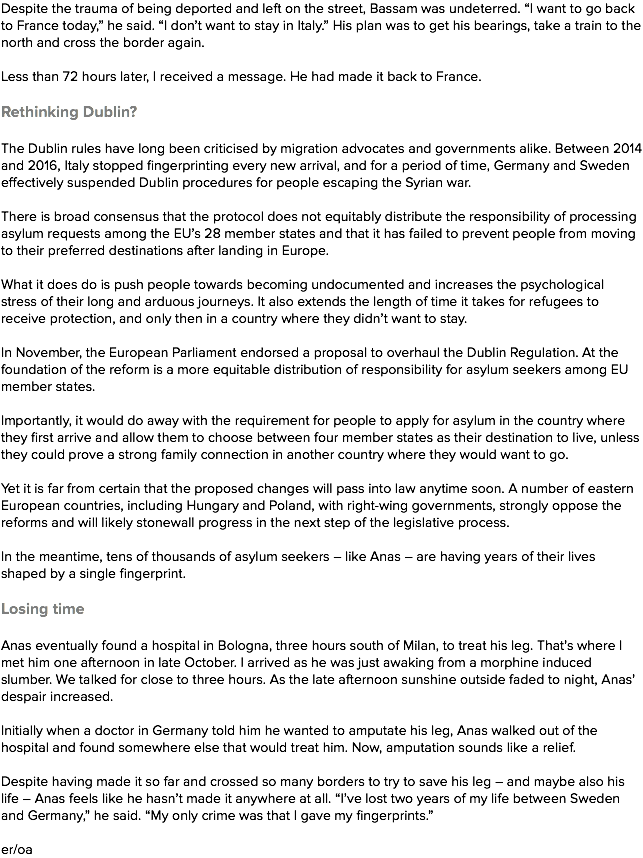 Despite the trauma of being deported and left on the street, Bassam was undeterred. “I want to go back
to France today,” he said. “I don’t want to stay in Italy.” His plan was to get his bearings, take a train to the
north and cross the border again.
Less than 72 hours later, I received a message. He had made it back to France.
Rethinking Dublin?
The Dublin rules have long been criticised by migration advocates and governments alike. Between 2014
and 2016, Italy stopped fingerprinting every new arrival, and for a period of time, Germany and Sweden
effectively suspended Dublin procedures for people escaping the Syrian war.
There is broad consensus that the protocol does not equitably distribute the responsibility of processing
asylum requests among the EU’s 28 member states and that it has failed to prevent people from moving
to their preferred destinations after landing in Europe.
What it does do is push people towards becoming undocumented and increases the psychological
stress of their long and arduous journeys. It also extends the length of time it takes for refugees to
receive protection, and only then in a country where they didn’t want to stay.
In November, the European Parliament endorsed a proposal to overhaul the Dublin Regulation. At the
foundation of the reform is a more equitable distribution of responsibility for asylum seekers among EU
member states.
Importantly, it would do away with the requirement for people to apply for asylum in the country where
they first arrive and allow them to choose between four member states as their destination to live, unless
they could prove a strong family connection in another country where they would want to go.
Yet it is far from certain that the proposed changes will pass into law anytime soon. A number of eastern
European countries, including Hungary and Poland, with right-wing governments, strongly oppose the
reforms and will likely stonewall progress in the next step of the legislative process.
In the meantime, tens of thousands of asylum seekers – like Anas – are having years of their lives
shaped by a single fingerprint.
Losing time
Anas eventually found a hospital in Bologna, three hours south of Milan, to treat his leg. That’s where I
met him one afternoon in late October. I arrived as he was just awaking from a morphine induced
slumber. We talked for close to three hours. As the late afternoon sunshine outside faded to night, Anas’
despair increased.
Initially when a doctor in Germany told him he wanted to amputate his leg, Anas walked out of the
hospital and found somewhere else that would treat him. Now, amputation sounds like a relief.
Despite having made it so far and crossed so many borders to try to save his leg – and maybe also his
life – Anas feels like he hasn’t made it anywhere at all. “I’ve lost two years of my life between Sweden
and Germany,” he said. “My only crime was that I gave my fingerprints.”
er/oa